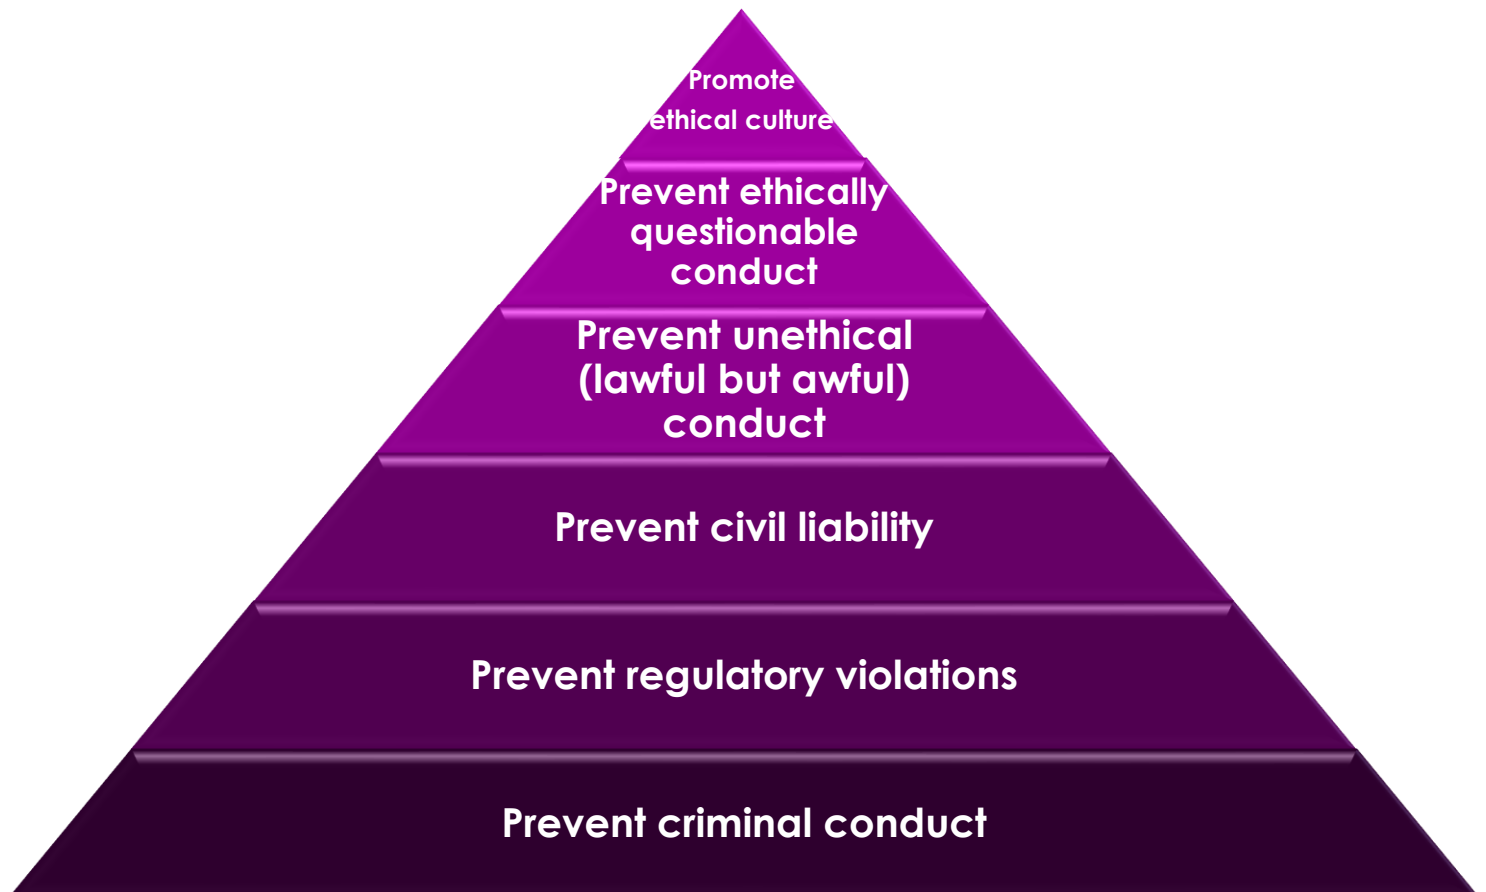 Promote
ethical culture
Prevent ethically
questionable
conduct
Prevent unethical
(lawful but awful)
conduct
Prevent civil liability
Prevent regulatory violations
Prevent criminal conduct